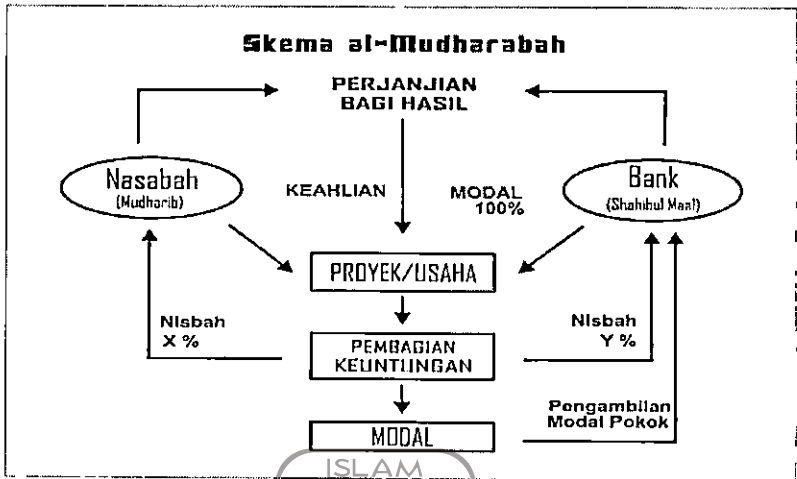 Skema al-Mudharabah
PERJANJIAN
BAGI HASIL
Nasabah
(Mudharib)
KEAHLIAN
MODAL
100%
Bank
(Shahibul Maal)
PROYEK/USAHA
Nisbah
X %
Nisbah
Y %
PEMBAGIAN
KEUNTUNGAN
Pengambilan
Modal Pokok
MODAL
ISLAM